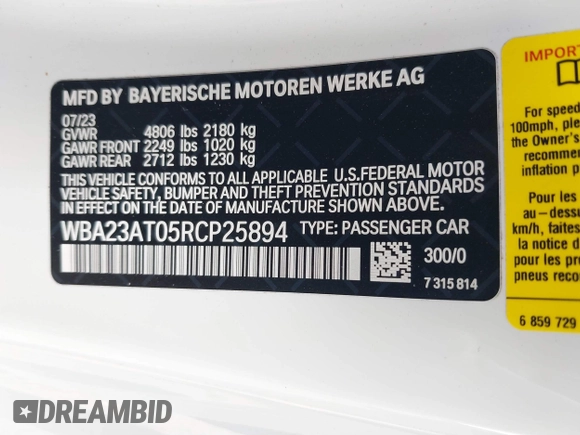 MFD BY BAYERISCHE MOTOREN WERKE AG
07/23
GVWR 4806 lbs 2180 kg
GAWR FRONT 2249 lbs 1020 kg
GAWR REAR 2712 lbs 1230 kg
THIS VEHICLE CONFORMS TO ALL APPLICABLE U.S.FEDERAL MOTOR
VEHICLE SAFETY, BUMPER AND THEFT PREVENTION STANDARDS
IN EFFECT ON THE DATE OF MANUFACTURE SHOWN ABOVE.
WBA23AT05RCP25894 TYPE: PASSENGER CAR
300/0
7 315 814
IMPORT
For speed
100mph, ple
the Owner's
recommen
inflation p
Pour les
au-dessu
km/h, faites
la notice d
pour les pre
pneus recon
6 859 729
DREAMBID